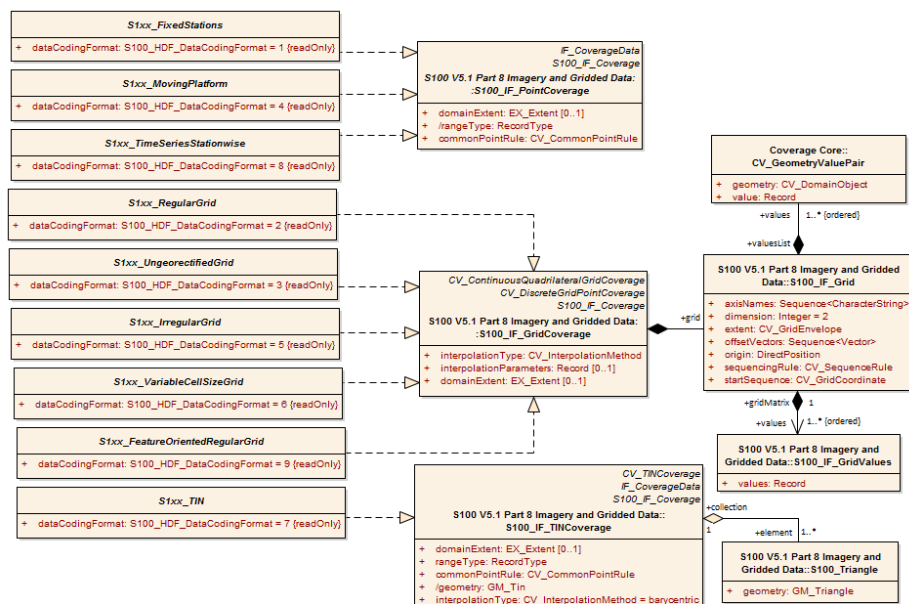 S1xx_FixedStations
+ dataCodingFormat: S100_HDF_DataCodingFormat = 1 {readOnly}
S1xx_MovingPlatform
+ dataCodingFormat: S100_HDF_DataCodingFormat = 4 {readOnly}
S1xx_TimeSeriesStationwise
+ dataCodingFormat: S100_HDF_DataCodingFormat = 8 {readOnly}
S1xx_RegularGrid
+ dataCodingFormat: S100_HDF_DataCodingFormat = 2 {readOnly}
S1xx_UngeorectifiedGrid
+ dataCodingFormat: S100_HDF_DataCodingFormat = 3 {readOnly}
S1xx_IrregularGrid
+ dataCodingFormat: S100_HDF_DataCodingFormat = 5 {readOnly}
S1xx_VariableCellSizeGrid
+ dataCodingFormat: S100_HDF_DataCodingFormat = 6 {readOnly}
S1xx_FeatureOrientedRegularGrid
+ dataCodingFormat: S100_HDF_DataCodingFormat = 9 {readOnly}
S1xx_TIN
+ dataCodingFormat: S100_HDF_DataCodingFormat = 7 {readOnly}
IF_CoverageData
S100_IF_Coverage
S100 V5.1 Part 8 Imagery and Gridded Data:
:S100_IF_PointCoverage
+ domainExtent: EX_Extent [0..1]
+ /rangeType: RecordType
+ commonPointRule: CV_CommonPointRule
CV_ContinuousQuadrilateralGridCoverage
CV_DiscreteGridPointCoverage
S100_IF_Coverage
S100 V5.1 Part 8 Imagery and Gridded Data:
:S100_IF_GridCoverage
+ interpolationType: CV_InterpolationMethod
+ interpolationParameters: Record [0..1]
+ domainExtent: EX_Extent [0..1]
CV_TINCoverage
IF_CoverageData
S100_IF_Coverage
S100 V5.1 Part 8 Imagery and Gridded Data::
S100_IF_TINCoverage
+ domainExtent: EX_Extent [0..1]
+ rangeType: RecordType
+ commonPointRule: CV_CommonPointRule
+ /geometry: GM_Tin
+ interpolationType: CV_InterpolationMethod = barycentric
Coverage Core::
CV_GeometryValuePair
+ geometry: CV_DomainObject
+ value: Record
+values 1..* {ordered}
+valuesList
+grid
S100 V5.1 Part 8 Imagery and Gridded
Data::S100_IF_Grid
+ axisNames: Sequence<CharacterString>
+ dimension: Integer = 2
+ extent: CV_GridEnvelope
+ offsetVectors: Sequence<Vector>
+ origin: DirectPosition
+ sequencingRule: CV_SequenceRule
+ startSequence: CV_GridCoordinate
+gridMatrix 1
+values 1..* {ordered}
S100 V5.1 Part 8 Imagery and
Gridded Data::S100_IF_GridValues
+ values: Record
+collection
1
+element 1..*
S100 V5.1 Part 8 Imagery and
Gridded Data::S100_Triangle
+ geometry: GM_Triangle